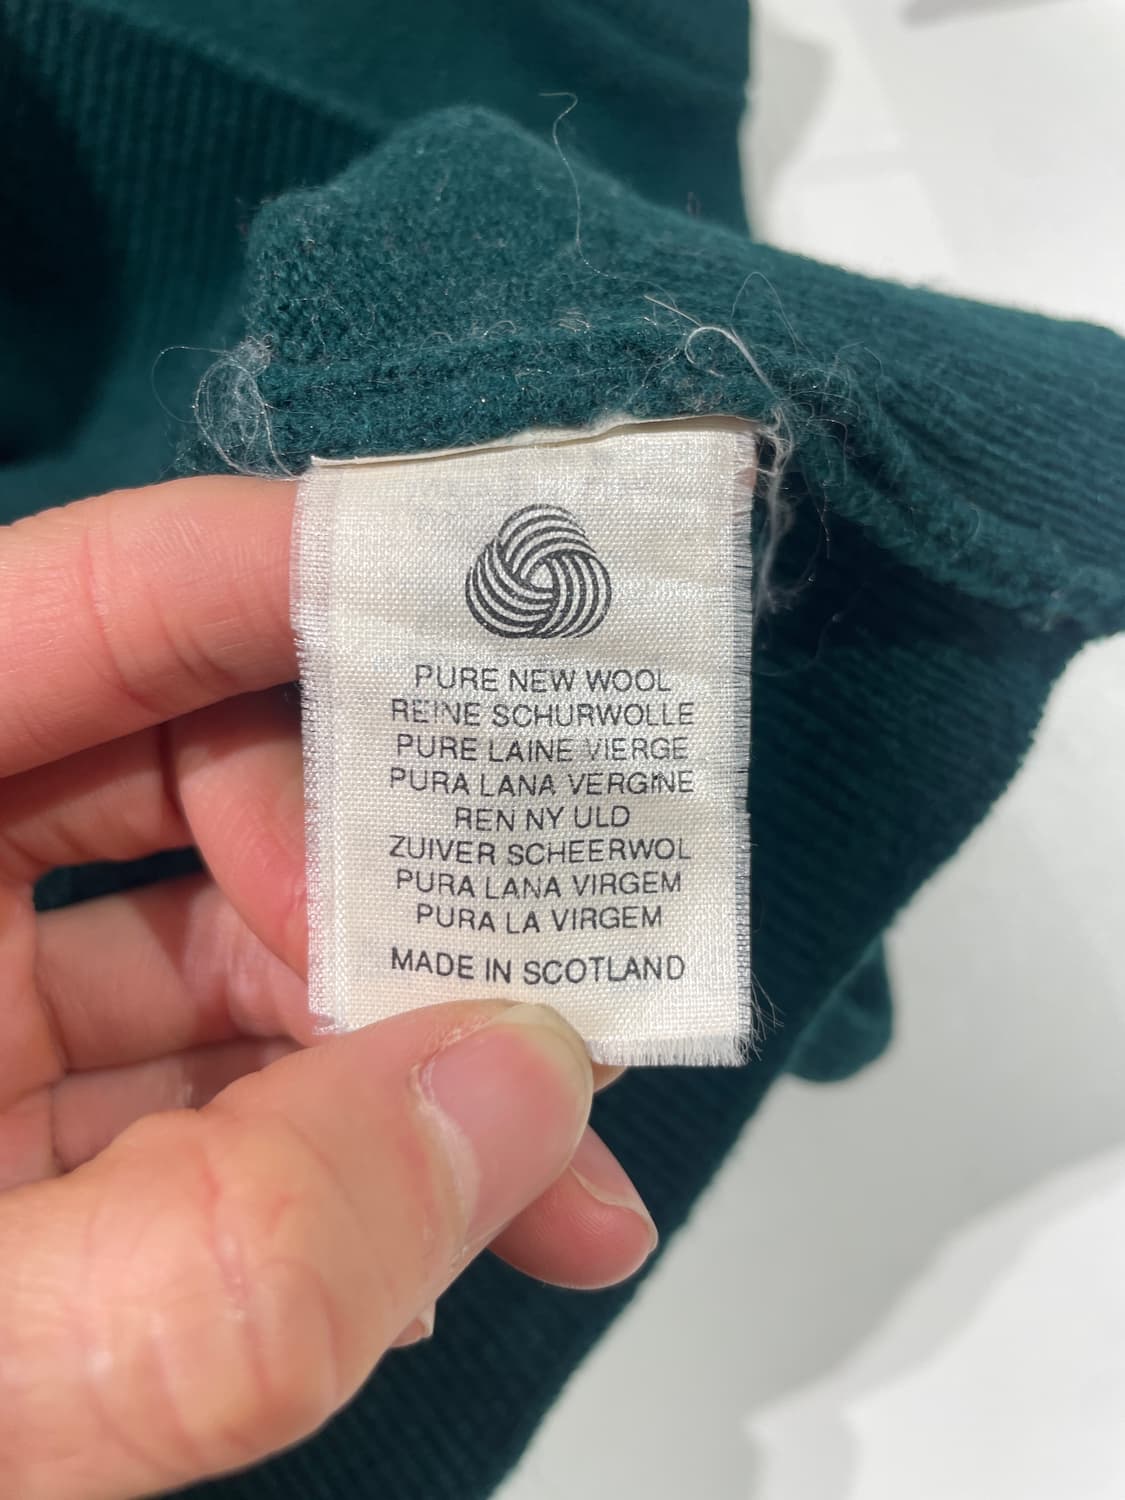 PURE NEW WOOL
REINE SCHURWOLLE
PURE LAINE VIERGE
PURA LANA VERGINE
REN NY ULD
ZUIVER SCHEERWOL
PURA LANA VIRGEM
PURA LA VIRGEM
MADE IN SCOTLAND